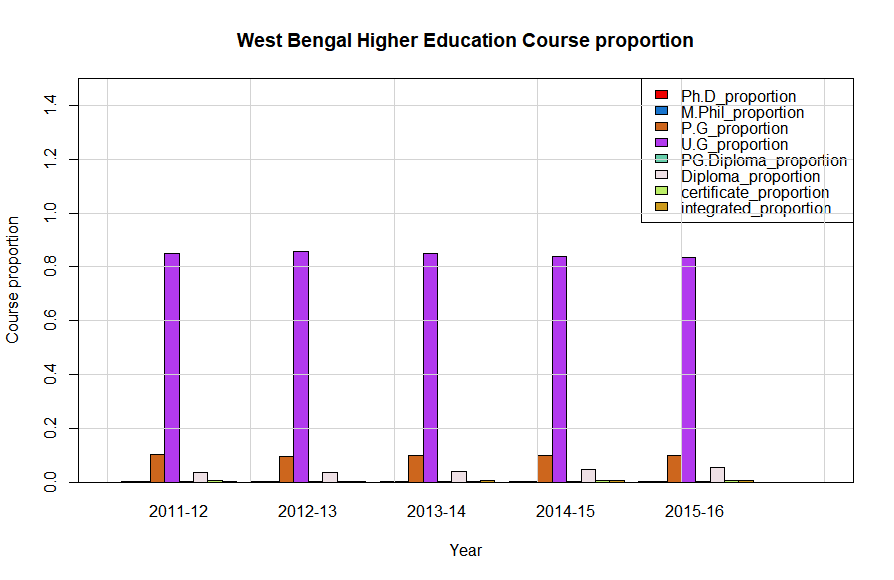 West Bengal Higher Education Course proportion
Ph.D_proportion
M.Phil_proportion
P.G_proportion
U.G_proportion
PG.Diploma_proportion
Diploma_proportion
certificate_proportion
integrated_proportion
Course proportion
1.4
1.2
1.0
0.8
0.6
0.4
0.2
0.0
2011-12 2012-13 2013-14 2014-15 2015-16
Year